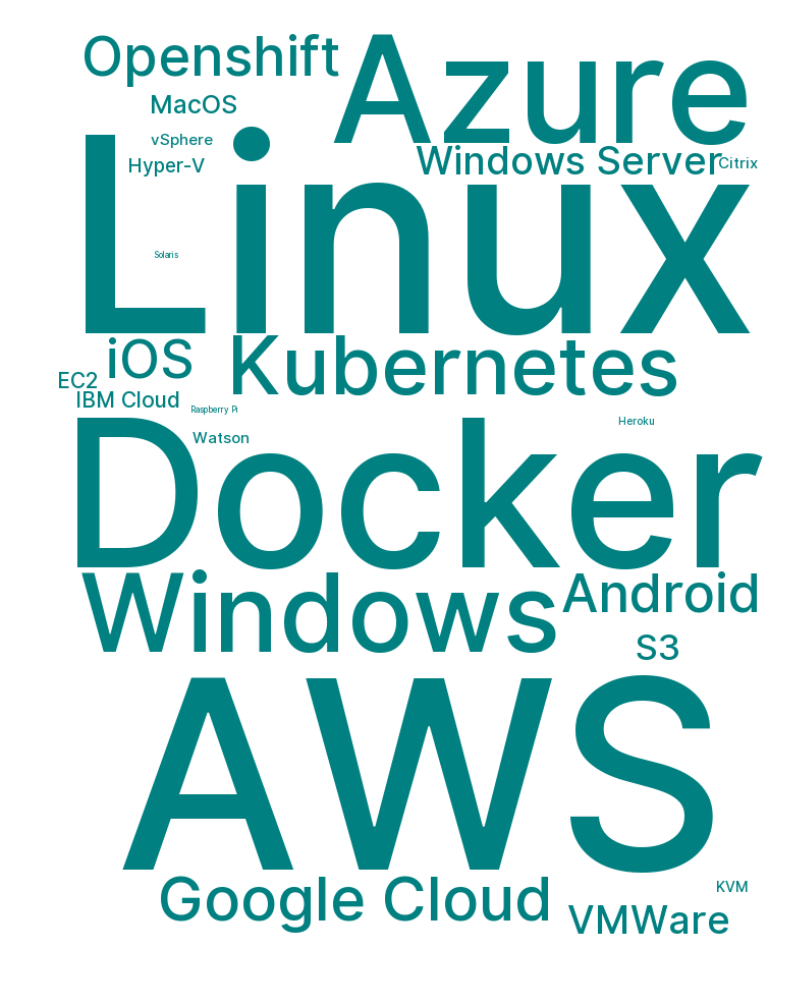 Openshift
Azure
MacOS
vSphere
Windows Server
Citrix
Hyper-V
Linux
Solaris
iOS
Kubernetes
EC2
IBM Cloud
Raspberry Pi
Heroku
Watson
Docker
Windows
Android
S3
AWS
Google Cloud
KVM
VMWare